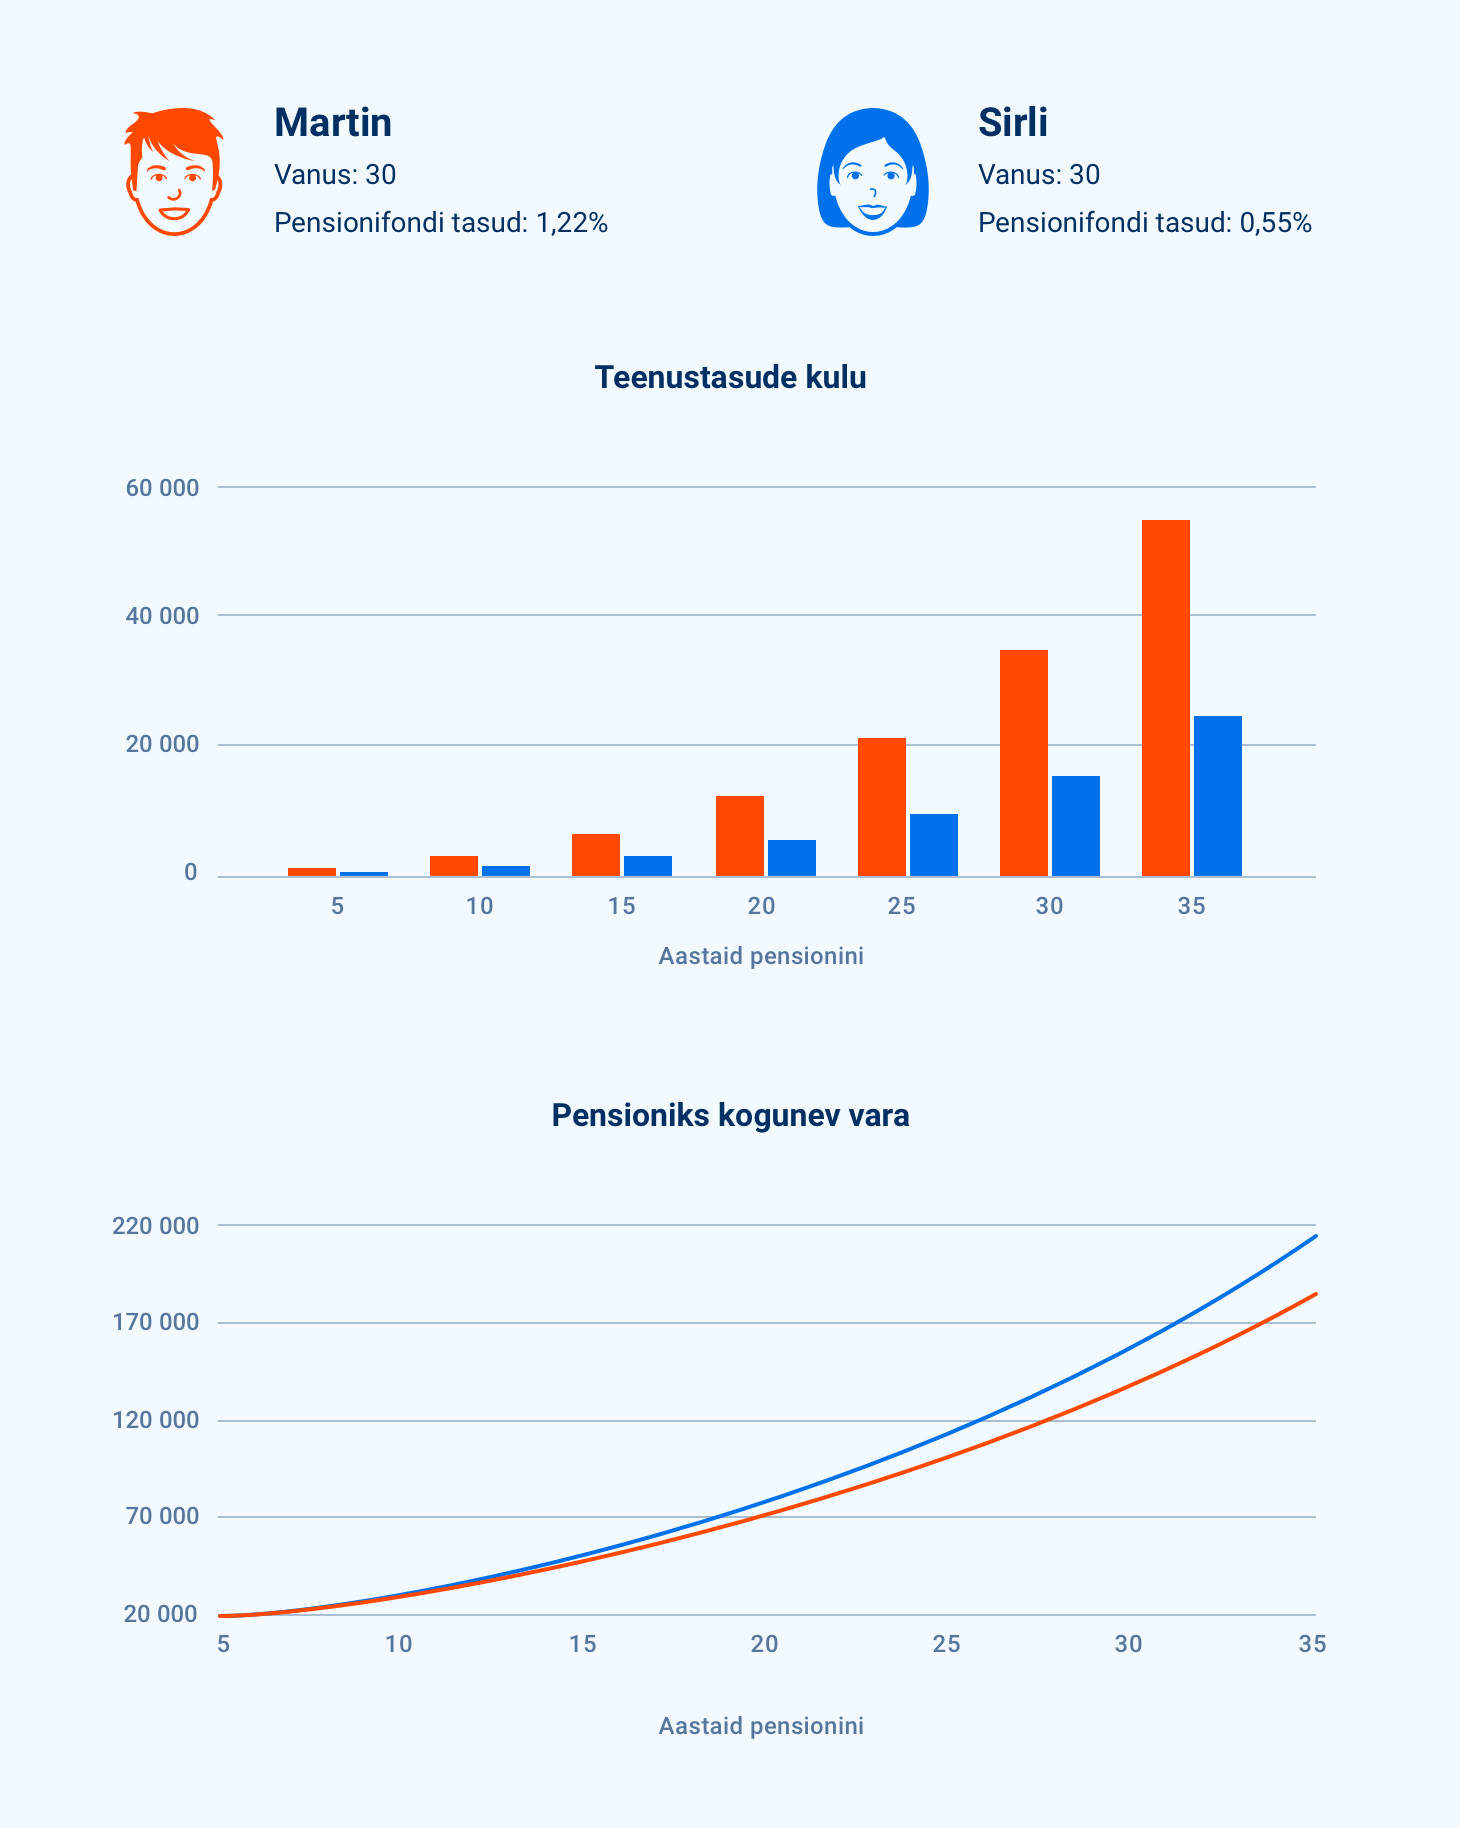 Martin
Vanus: 30
Pensionifondi tasud: 1,22%
Sirli
Vanus: 30
Pensionifondi tasud: 0,55%
Teenustasude kulu
60 000
40 000
20 000
0
5 10 15 20 25 30 35
Aastaid pensionini
Pensioniks kogunev vara
220 000
170 000
120 000
70 000
20 000
5 10 15 20 25 30 35
Aastaid pensionini